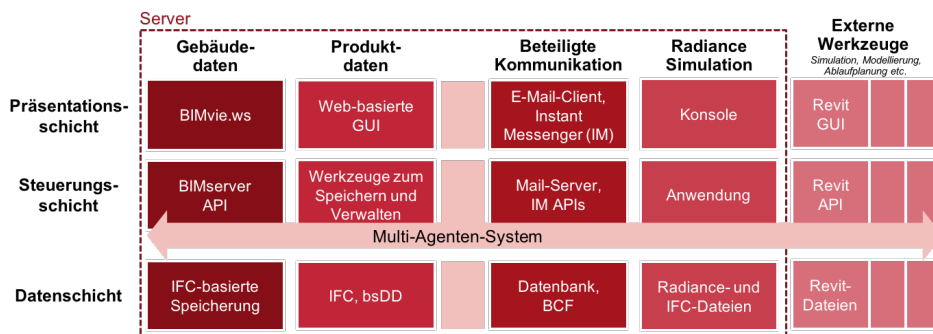 Server
Gebäude-
daten
Produkt-
daten
Beteiligte
Kommunikation
Radiance
Simulation
Externe
Werkzeuge
Simulation, Modellierung,
Ablaufplanung etc.
Präsentations-
schicht
BIMvie.ws
Web-basierte
GUI
E-Mail-Client,
Instant
Messenger (IM)
Konsole
Revit
GUI
Steuerungs-
schicht
BIMserver
API
Werkzeuge zum
Speichern und
Verwalten
Mail-Server,
IM APIs
Anwendung
Revit
API
Multi-Agenten-System
Datenschicht
IFC-basierte
Speicherung
IFC, bsDD
Datenbank,
BCF
Radiance- und
IFC-Dateien
Revit-
Dateien